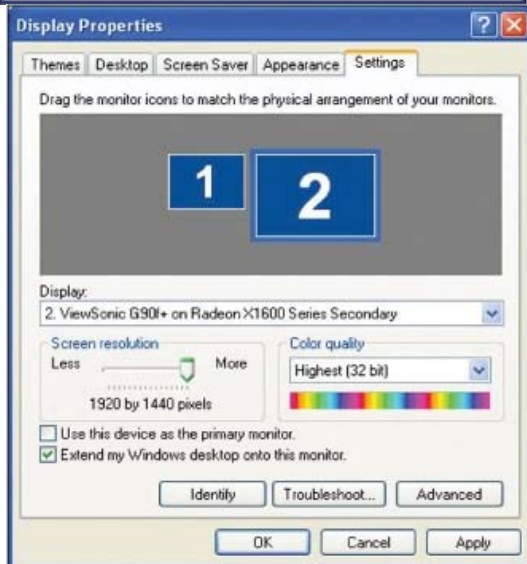 Display Properties
Themes Desktop Screen Saver Appearance Settings
Drag the monitor icons to match the physical arrangement of your monitors.
1 2
Display:
2. ViewSonic G90f+ on Radeon X1600 Series Secondary
Screen resolution Color quality
Less More Highest (32 bit)
1920 by 1440 pixels
Use this device as the primary monitor.
Extend my Windows desktop onto this monitor.
Identify Troubleshoot... Advanced
OK Cancel Apply